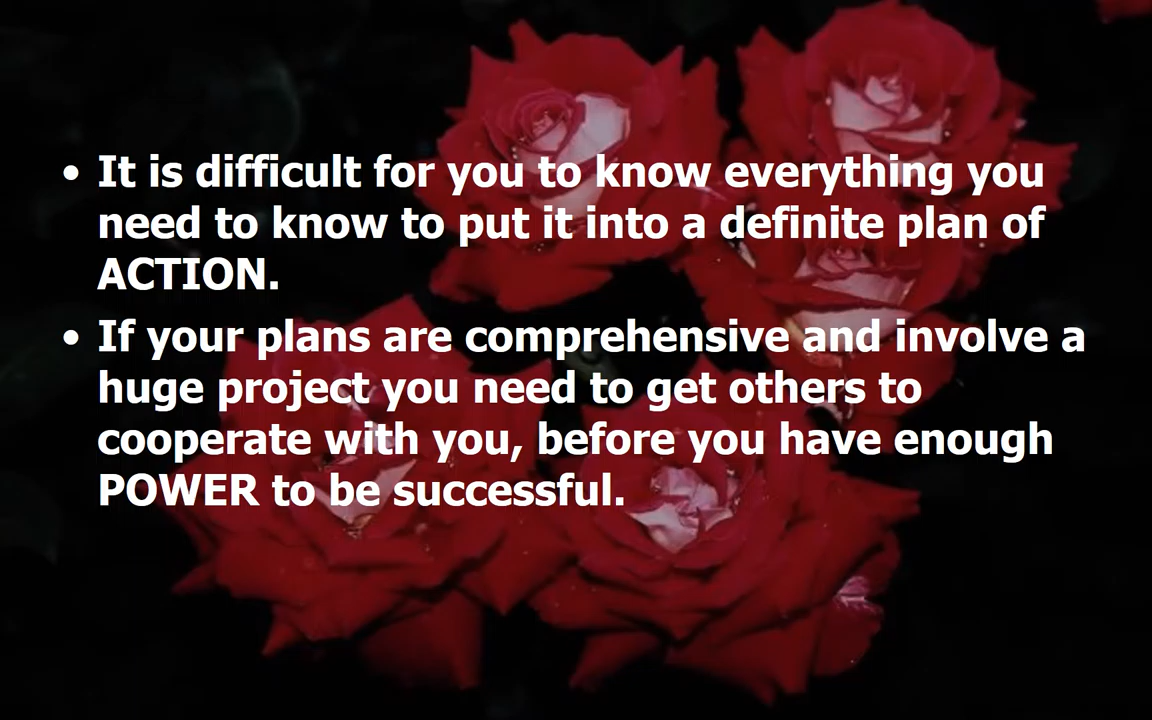 • It is difficult for you to know everything you
need to know to put it into a definite plan of
ACTION.
• If your plans are comprehensive and involve a
huge project you need to get others to
cooperate with you, before you have enough
POWER to be successful.